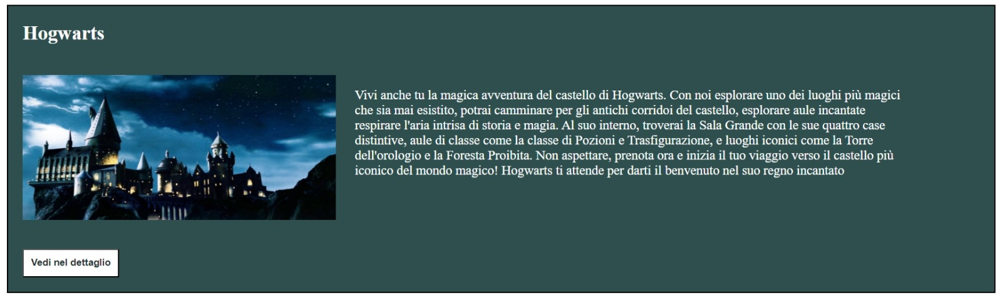 Hogwarts
Vivi anche tu la magica avventura del castello di Hogwarts. Con noi esplorare uno dei luoghi più magici
che sia mai esistito, potrai camminare per gli antichi corridoi del castello, esplorare aule incantate
respirare l'aria intrisa di storia e magia. Al suo interno, troverai la Sala Grande con le sue quattro case
distintive, aule di classe come la classe di Pozioni e Trasfigurazione, e luoghi iconici come la Torre
dell'orologio e la Foresta Proibita. Non aspettare, prenota ora e inizia il tuo viaggio verso il castello più
iconico del mondo magico! Hogwarts ti attende per darti il benvenuto nel suo regno incantato
Vedi nel dettaglio